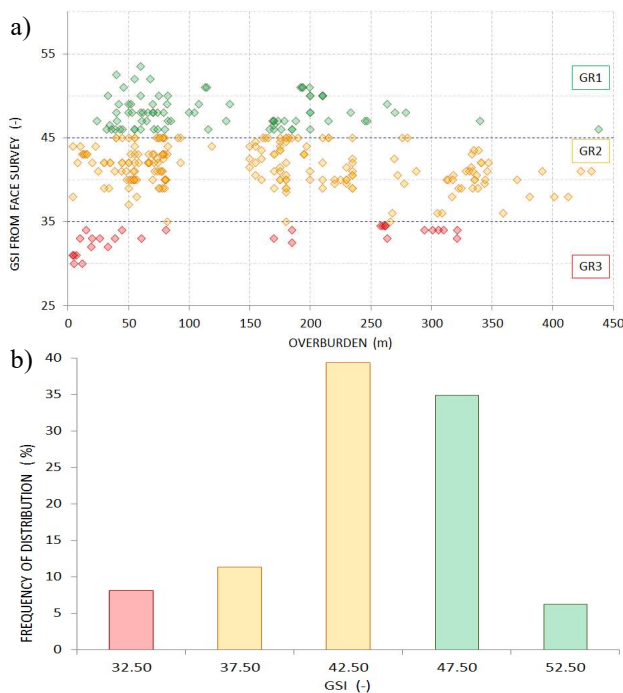 a)
GSI FROM FACE SURVEY (-)
55
45
35
25
GR1
GR2
GR3
0 50 100 150 200 250 300 350 400 450
OVERBURDEN (m)
b)
FREQUENCY OF DISTRIBUTION ( %)
40
35
30
25
20
15
10
5
0
32.50 37.50 42.50 47.50 52.50
GSI (-)